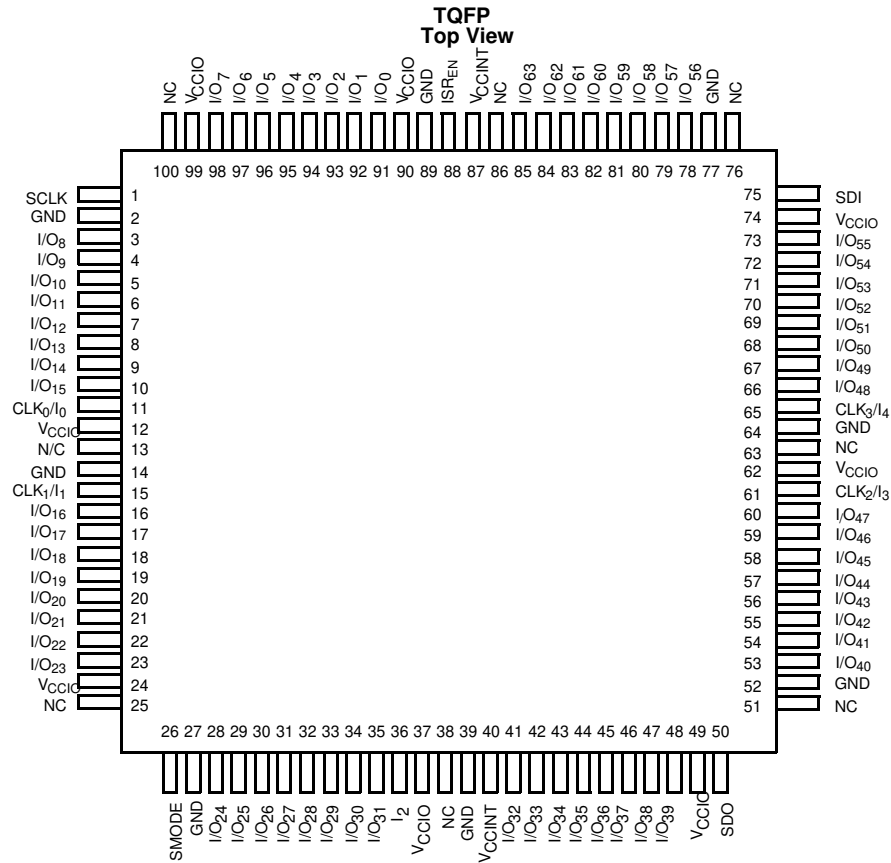 TQFP
Top View
NC VCCIO I/O7 I/O6 I/O5 I/O4 I/O3 I/O2 I/O1 I/O0 VCCIO GND ISREN VCCINT NC I/O63 I/O62 I/O61 I/O60 I/O59 I/O58 I/O57 I/O56 GND NC
100 99 98 97 96 95 94 93 92 91 90 89 88 87 86 85 84 83 82 81 80 79 78 77 76
SCLK 1 75 SDI
GND 2 74 VCCIO
I/O8 3 73 I/O55
I/O9 4 72 I/O54
I/O10 5 71 I/O53
I/O11 6 70 I/O52
I/O12 7 69 I/O51
I/O13 8 68 I/O50
I/O14 9 67 I/O49
I/O15 10 66 I/O48
CLK0/I0 11 65 CLK3/I4
VCCIO 12 64 GND
N/C 13 63 NC
GND 14 62 VCCIO
CLK1/I1 15 61 CLK2/I3
I/O16 16 60 I/O47
I/O17 17 59 I/O46
I/O18 18 58 I/O45
I/O19 19 57 I/O44
I/O20 20 56 I/O43
I/O21 21 55 I/O42
I/O22 22 54 I/O41
I/O23 23 53 I/O40
VCCIO 24 52 GND
NC 25 51 NC
26 27 28 29 30 31 32 33 34 35 36 37 38 39 40 41 42 43 44 45 46 47 48 49 50
SMODE GND I/O24 I/O25 I/O26 I/O27 I/O28 I/O29 I/O30 I/O31 I2 VCCIO NC GND VCCINT I/O32 I/O33 I/O34 I/O35 I/O36 I/O37 I/O38 I/O39 VCCIO SDO